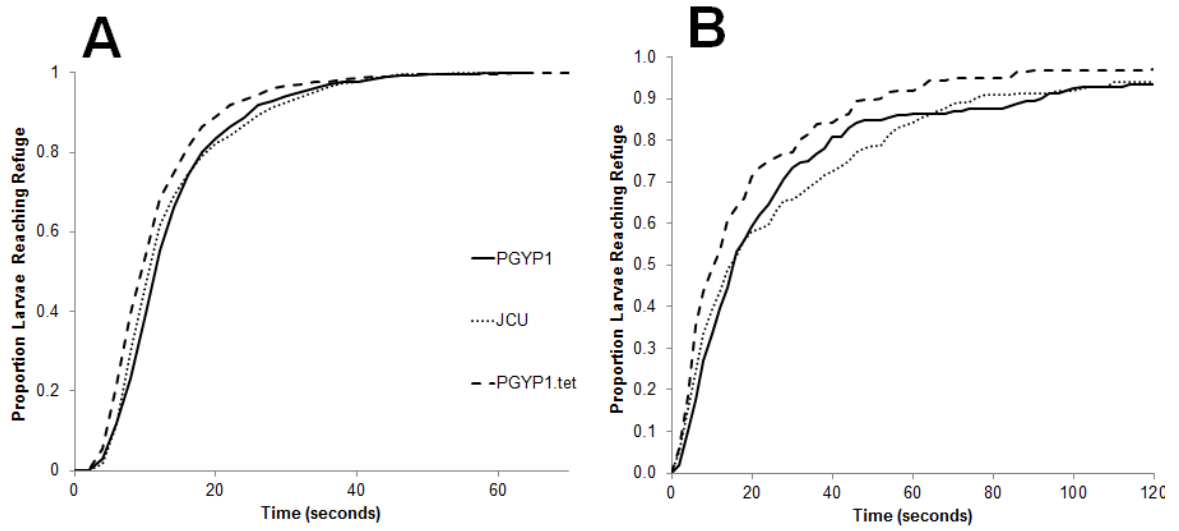 A
B
Proportion Larvae Reaching Refuge
1
0.8
0.6
0.4
0.2
0
0 20 40 60
Time (seconds)
PGYP1
JCU
PGYP1.tet
Proportion Larvae Reaching Refuge
1.0
0.9
0.8
0.7
0.6
0.5
0.4
0.3
0.2
0.1
0.0
0 20 40 60 80 100 120
Time (seconds)